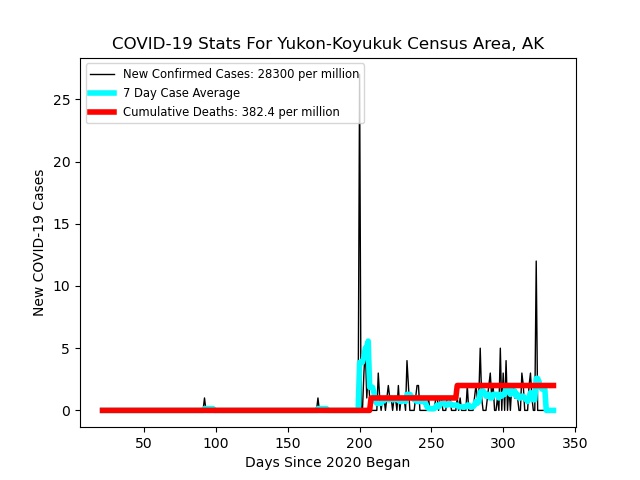 COVID-19 Stats For Yukon-Koyukuk Census Area, AK
New Confirmed Cases: 28300 per million
7 Day Case Average
Cumulative Deaths: 382.4 per million
New COVID-19 Cases
25
20
15
10
5
0
50
100
150
200
250
300
350
Days Since 2020 Began